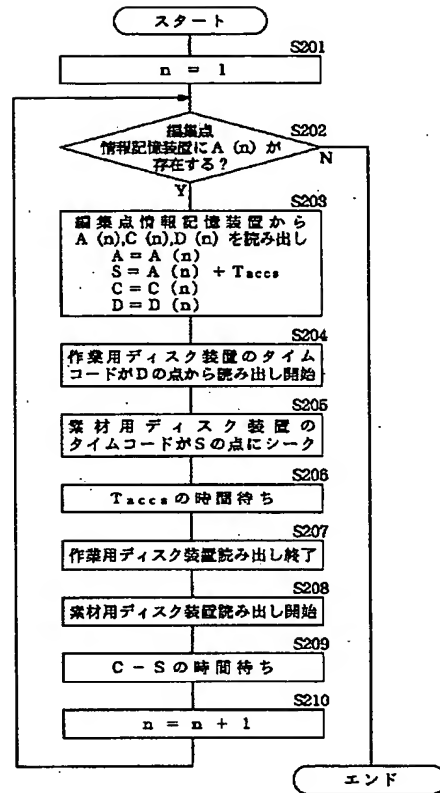 スタート
S201
n = 1
S202
編集点
情報記憶装置にA (n) が
存在する?
N
Y
S203
編集点情報記憶装置から
A (n),C (n),D (n) を読み出し
A = A (n)
S = A (n) + Taccs
C = C (n)
D = D (n)
S204
作業用ディスク装置のタイム
コードがDの点から読み出し開始
S205
素材用ディスク装置の
タイムコードがSの点にシーク
S206
Taccsの時間待ち
S207
作業用ディスク装置読み出し終了
S208
素材用ディスク装置読み出し開始
S209
C - Sの時間待ち
S210
n = n + 1
エンド